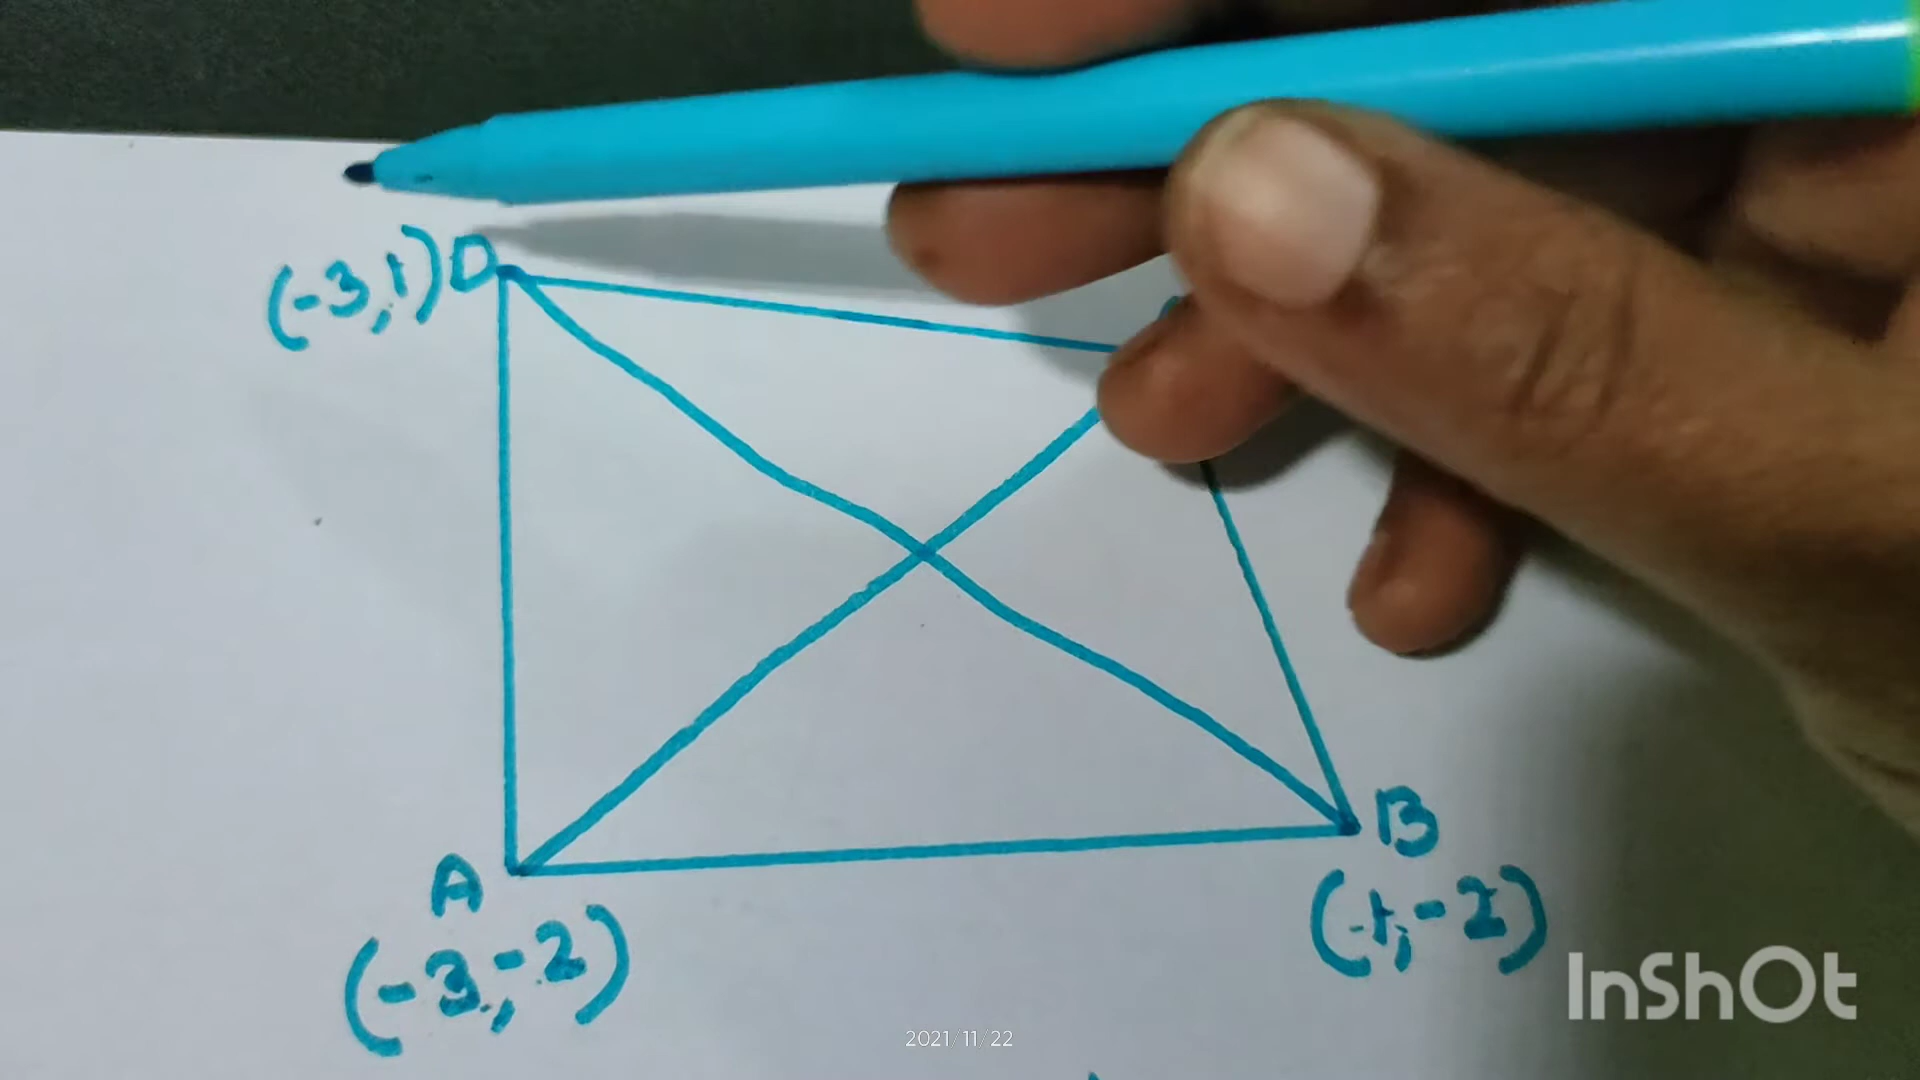 (-3,1) D
A
B
(-3,-2)
(-1,-2)
InShOt
2021/11/22